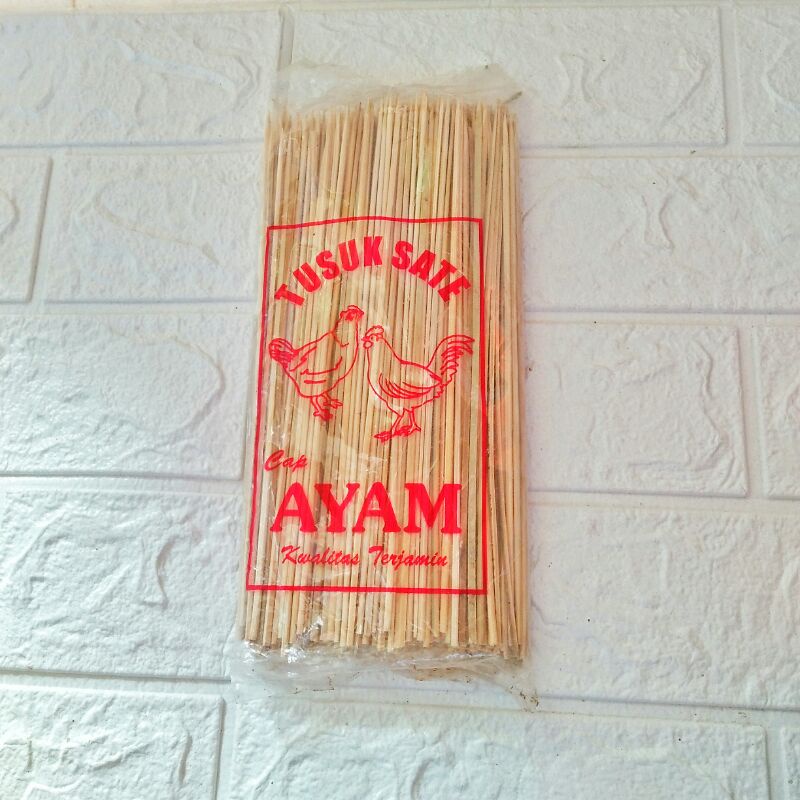 TUSUK SATE
Cap
AYAM
Kwalitas Terjamin